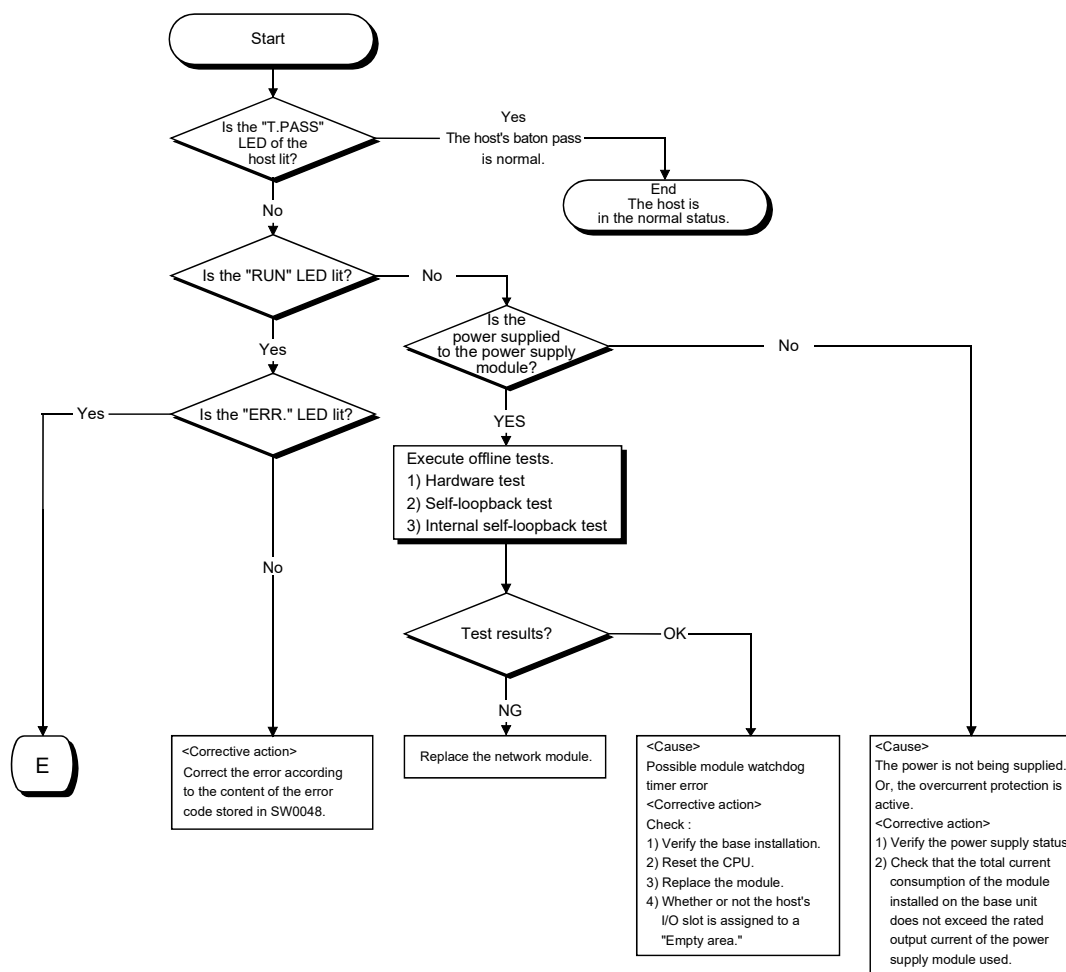 Start
Is the "T.PASS"
LED of the
host lit?
Yes
The host's baton pass
is normal.
End
The host is
in the normal status.
No
Is the "RUN" LED lit?
No
Is the
power supplied
to the power supply
module?
No
Yes
Is the "ERR." LED lit?
Yes
YES
Execute offline tests.
1) Hardware test
2) Self-loopback test
3) Internal self-loopback test
No
Test results?
OK
NG
E
<Corrective action>
Correct the error according
to the content of the error
code stored in SW0048.
Replace the network module.
<Cause>
Possible module watchdog
timer error
<Corrective action>
Check :
1) Verify the base installation.
2) Reset the CPU.
3) Replace the module.
4) Whether or not the host's
I/O slot is assigned to a
"Empty area."
<Cause>
The power is not being supplied.
Or, the overcurrent protection is
active.
<Corrective action>
1) Verify the power supply status
2) Check that the total current
consumption of the module
installed on the base unit
does not exceed the rated
output current of the power
supply module used.